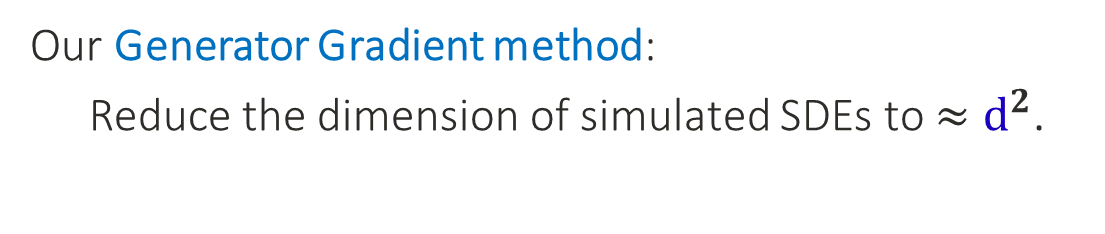 Our Generator Gradient method:
Reduce the dimension of simulated SDEs to ≈ d².